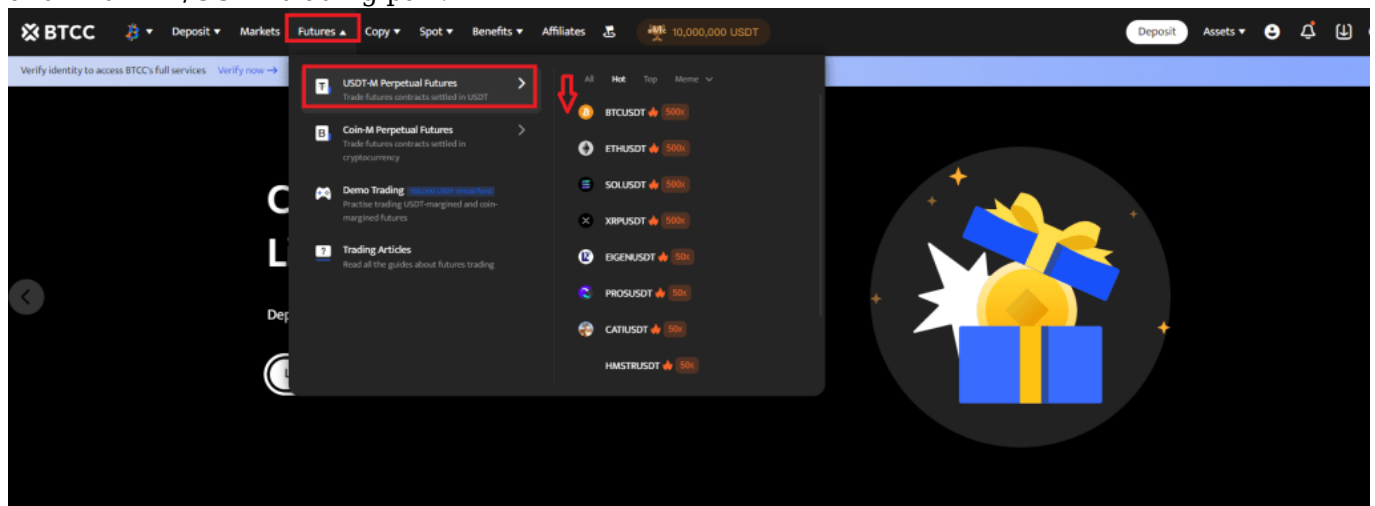 BTCC
Deposit
Markets
Futures
Copy
Spot
Benefits
Affiliates
10,000,000 USDT
Deposit
Assets
Verify identity to access BTCC's full services Verify now →
USDT-M Perpetual Futures
Trade futures contracts settled in USDT
Coin-M Perpetual Futures
Trade futures contracts settled in
cryptocurrency
Demo Trading
Practise trading USDT-margined and coin-
margined futures
Trading Articles
Read all the guides about futures trading
All Hot Top Meme
BTCUSDT 500x
ETHUSDT 500x
SOLUSDT 500x
XRPUSDT 500x
EIGENUSDT 50x
PROSUSDT 50x
CATIUSDT 50x
HMSTRUSDT 50x